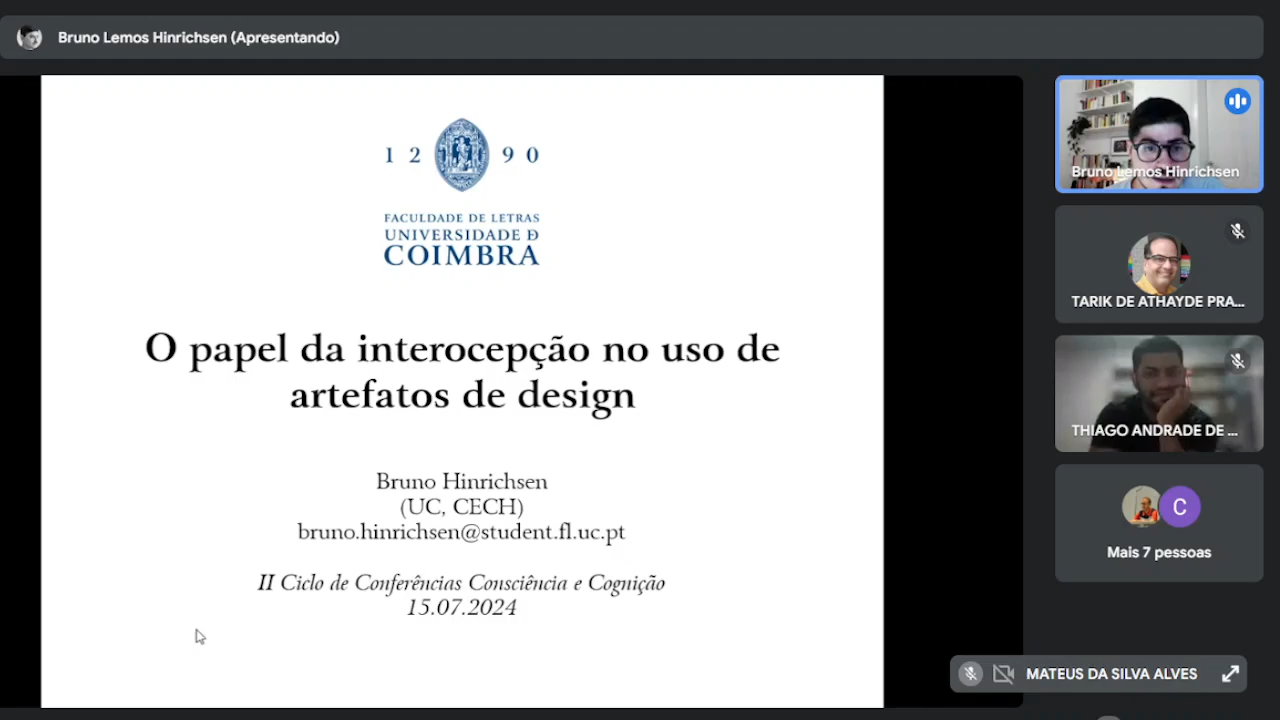 Bruno Lemos Hinrichsen (Apresentando)
1 2 9 0
FACULDADE DE LETRAS
UNIVERSIDADE Đ
COIMBRA
O papel da interocepção no uso de
artefatos de design
Bruno Hinrichsen
(UC, CECH)
bruno.hinrichsen@student.fl.uc.pt
II Ciclo de Conferências Consciência e Cognição
15.07.2024
Bruno Lemos Hinrichsen
TARIK DE ATHAYDE PRA...
THIAGO ANDRADE DE ...
C
Mais 7 pessoas
MATEUS DA SILVA ALVES